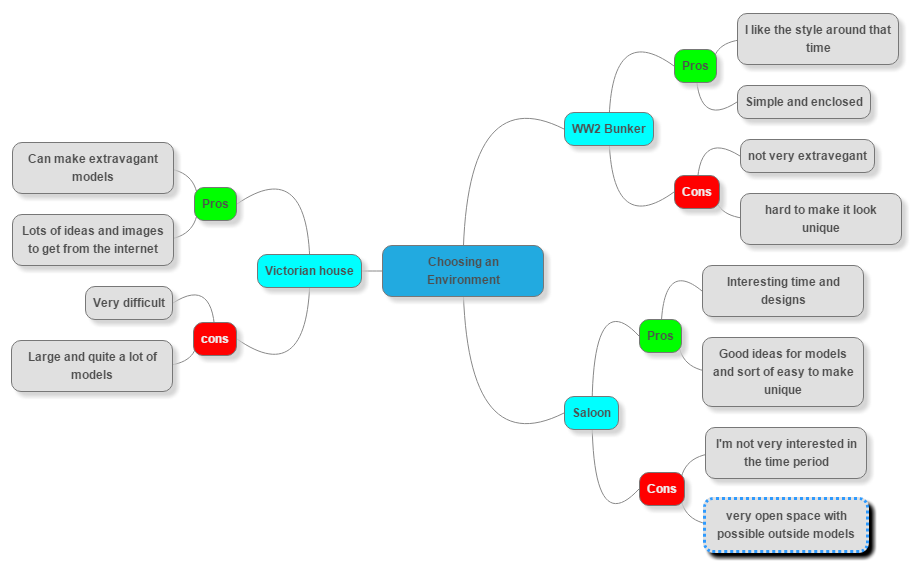 Choosing an
Environment
WW2 Bunker
Pros
I like the style around that
time
Simple and enclosed
Cons
not very extravegant
hard to make it look
unique
Saloon
Pros
Interesting time and
designs
Good ideas for models
and sort of easy to make
unique
Cons
I'm not very interested in
the time period
very open space with
possible outside models
Victorian house
Pros
Can make extravagant
models
Lots of ideas and images
to get from the internet
cons
Very difficult
Large and quite a lot of
models